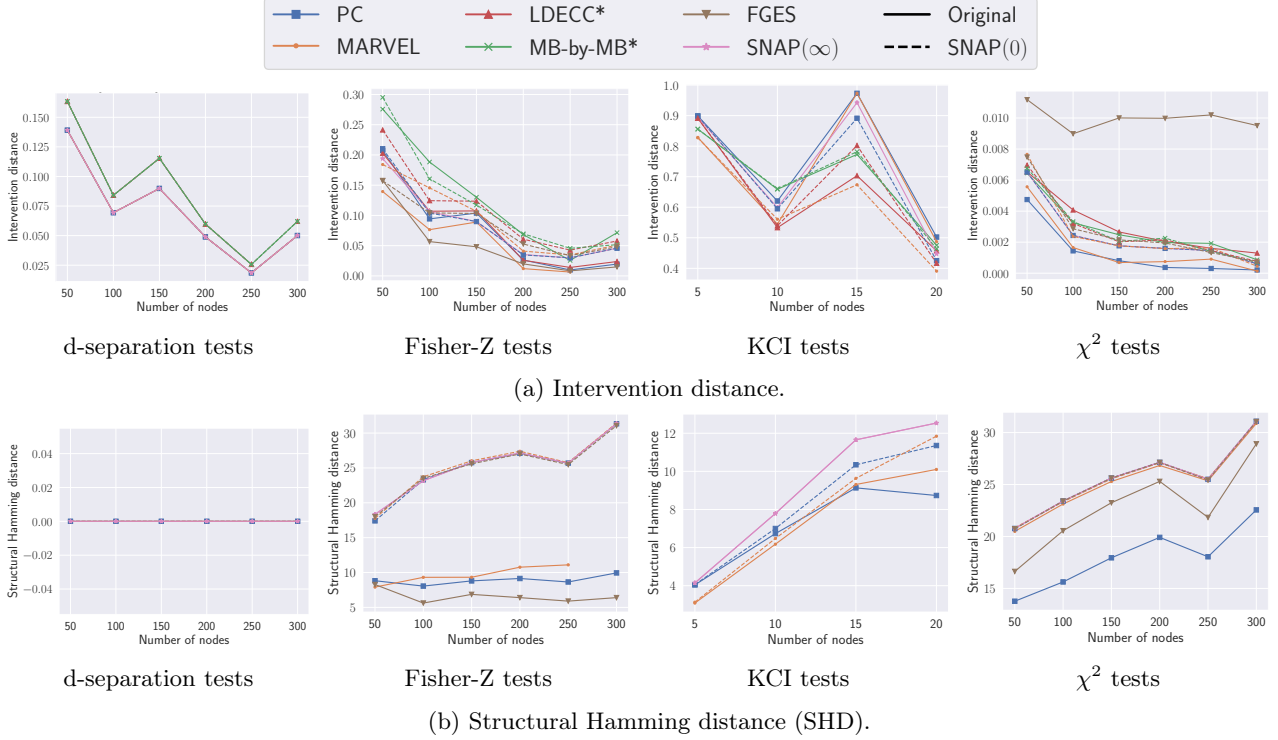 PC LDECC* FGES Original
MARVEL MB-by-MB* SNAP(∞) SNAP(0)
Intervention distance
0.150
0.125
0.100
0.075
0.050
0.025
50 100 150 200 250 300
Number of nodes
Intervention distance
0.30
0.25
0.20
0.15
0.10
0.05
0.00
50 100 150 200 250 300
Number of nodes
Intervention distance
1.0
0.9
0.8
0.7
0.6
0.5
0.4
5 10 15 20
Number of nodes
Intervention distance
0.010
0.008
0.006
0.004
0.002
0.000
50 100 150 200 250 300
Number of nodes
d-separation tests Fisher-Z tests KCI tests χ² tests
(a) Intervention distance.
Structural Hamming distance
0.04
0.02
0.00
−0.02
−0.04
50 100 150 200 250 300
Number of nodes
Structural Hamming distance
30
25
20
15
10
5
50 100 150 200 250 300
Number of nodes
Structural Hamming distance
12
10
8
6
4
5 10 15 20
Number of nodes
Structural Hamming distance
30
25
20
15
50 100 150 200 250 300
Number of nodes
d-separation tests Fisher-Z tests KCI tests χ² tests
(b) Structural Hamming distance (SHD).